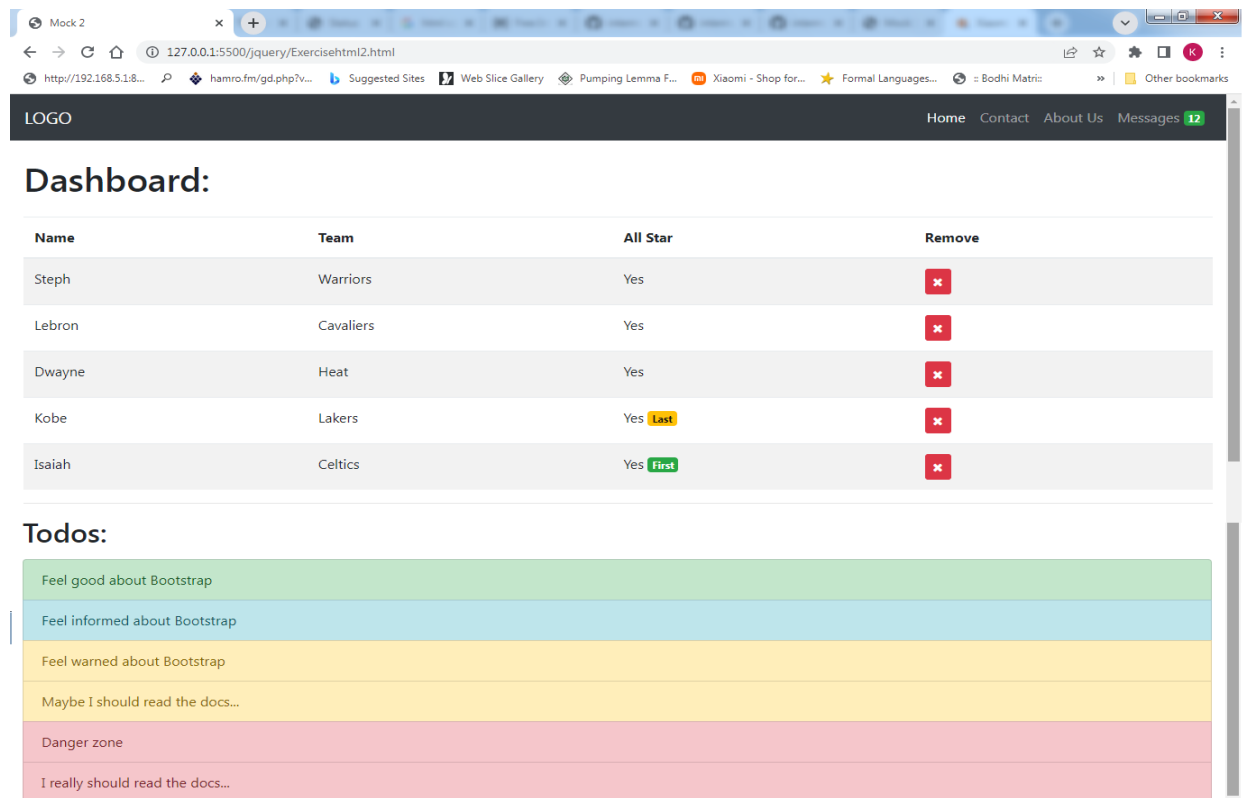 Mock 2
127.0.0.1:5500/jquery/Exercisehtml2.html
K
http://192.168.5.1:8... hamro.fm/gd.php?v... Suggested Sites Web Slice Gallery Pumping Lemma F... Xiaomi - Shop for... Formal Languages... :: Bodhi Matri:: » Other bookmarks
LOGO Home Contact About Us Messages 12
Dashboard:
Name Team All Star Remove
Steph Warriors Yes
Lebron Cavaliers Yes
Dwayne Heat Yes
Kobe Lakers Yes Last
Isaiah Celtics Yes First
Todos:
Feel good about Bootstrap
Feel informed about Bootstrap
Feel warned about Bootstrap
Maybe I should read the docs...
Danger zone
I really should read the docs...